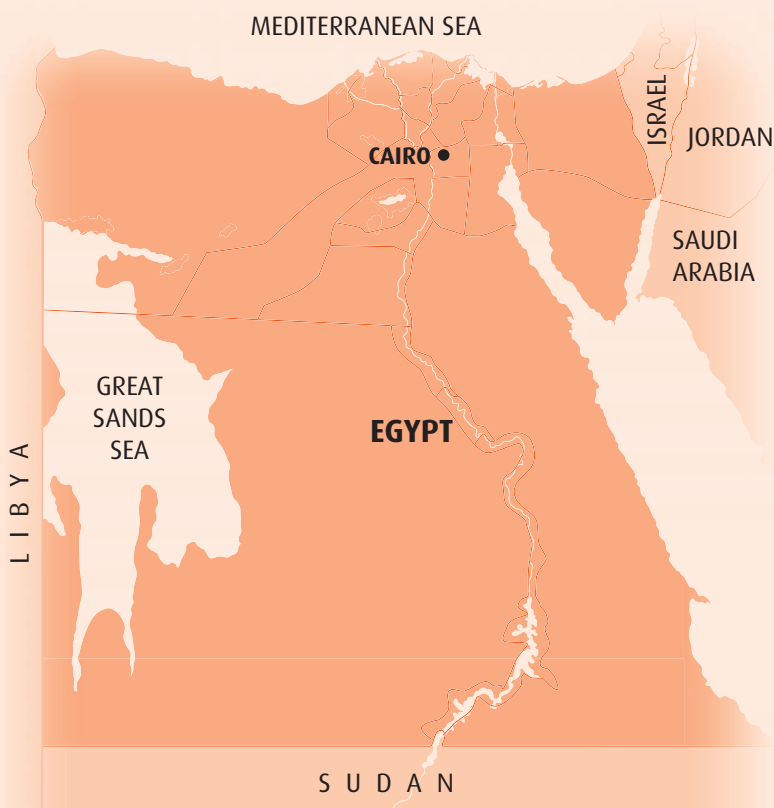 MEDITERRANEAN SEA
ISRAEL
JORDAN
CAIRO
SAUDI
ARABIA
GREAT
SANDS
SEA
EGYPT
LIBYA
SUDAN